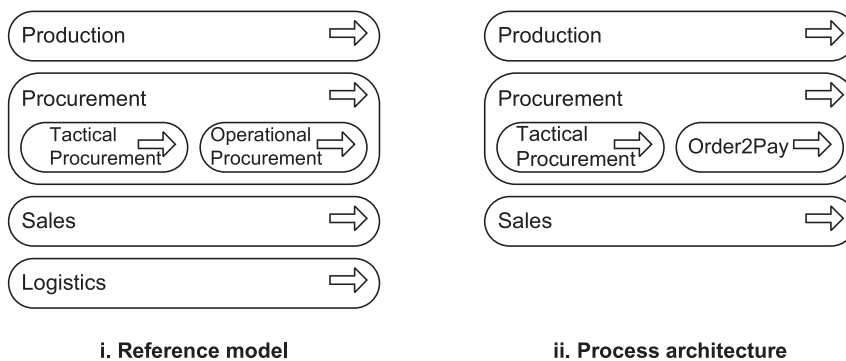 Production
Procurement
Tactical
Procurement
Operational
Procurement
Sales
Logistics
i. Reference model
Production
Procurement
Tactical
Procurement
Order2Pay
Sales
ii. Process architecture